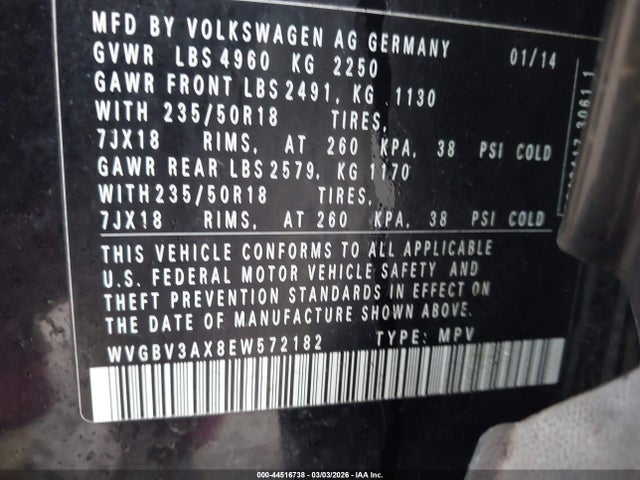 MFD BY VOLKSWAGEN AG GERMANY 01/14
GVWR LBS 4960 KG 2250
GAWR FRONT LBS 2491, KG 1130
WITH 235/50R18 TIRES,
7JX18 RIMS, AT 260 KPA, 38 PSI COLD
GAWR REAR LBS 2579, KG 1170
WITH235/50R18 TIRES,
7JX18 RIMS, AT 260 KPA, 38 PSI COLD
THIS VEHICLE CONFORMS TO ALL APPLICABLE
U.S. FEDERAL MOTOR VEHICLE SAFETY AND
THEFT PREVENTION STANDARDS IN EFFECT ON
THE DATE OF MANUFACTURE SHOWN ABOVE.
WVGBV3AX8EW572182 TYPE: MPV
000-44516738 - 03/03/2026 - IAA Inc.